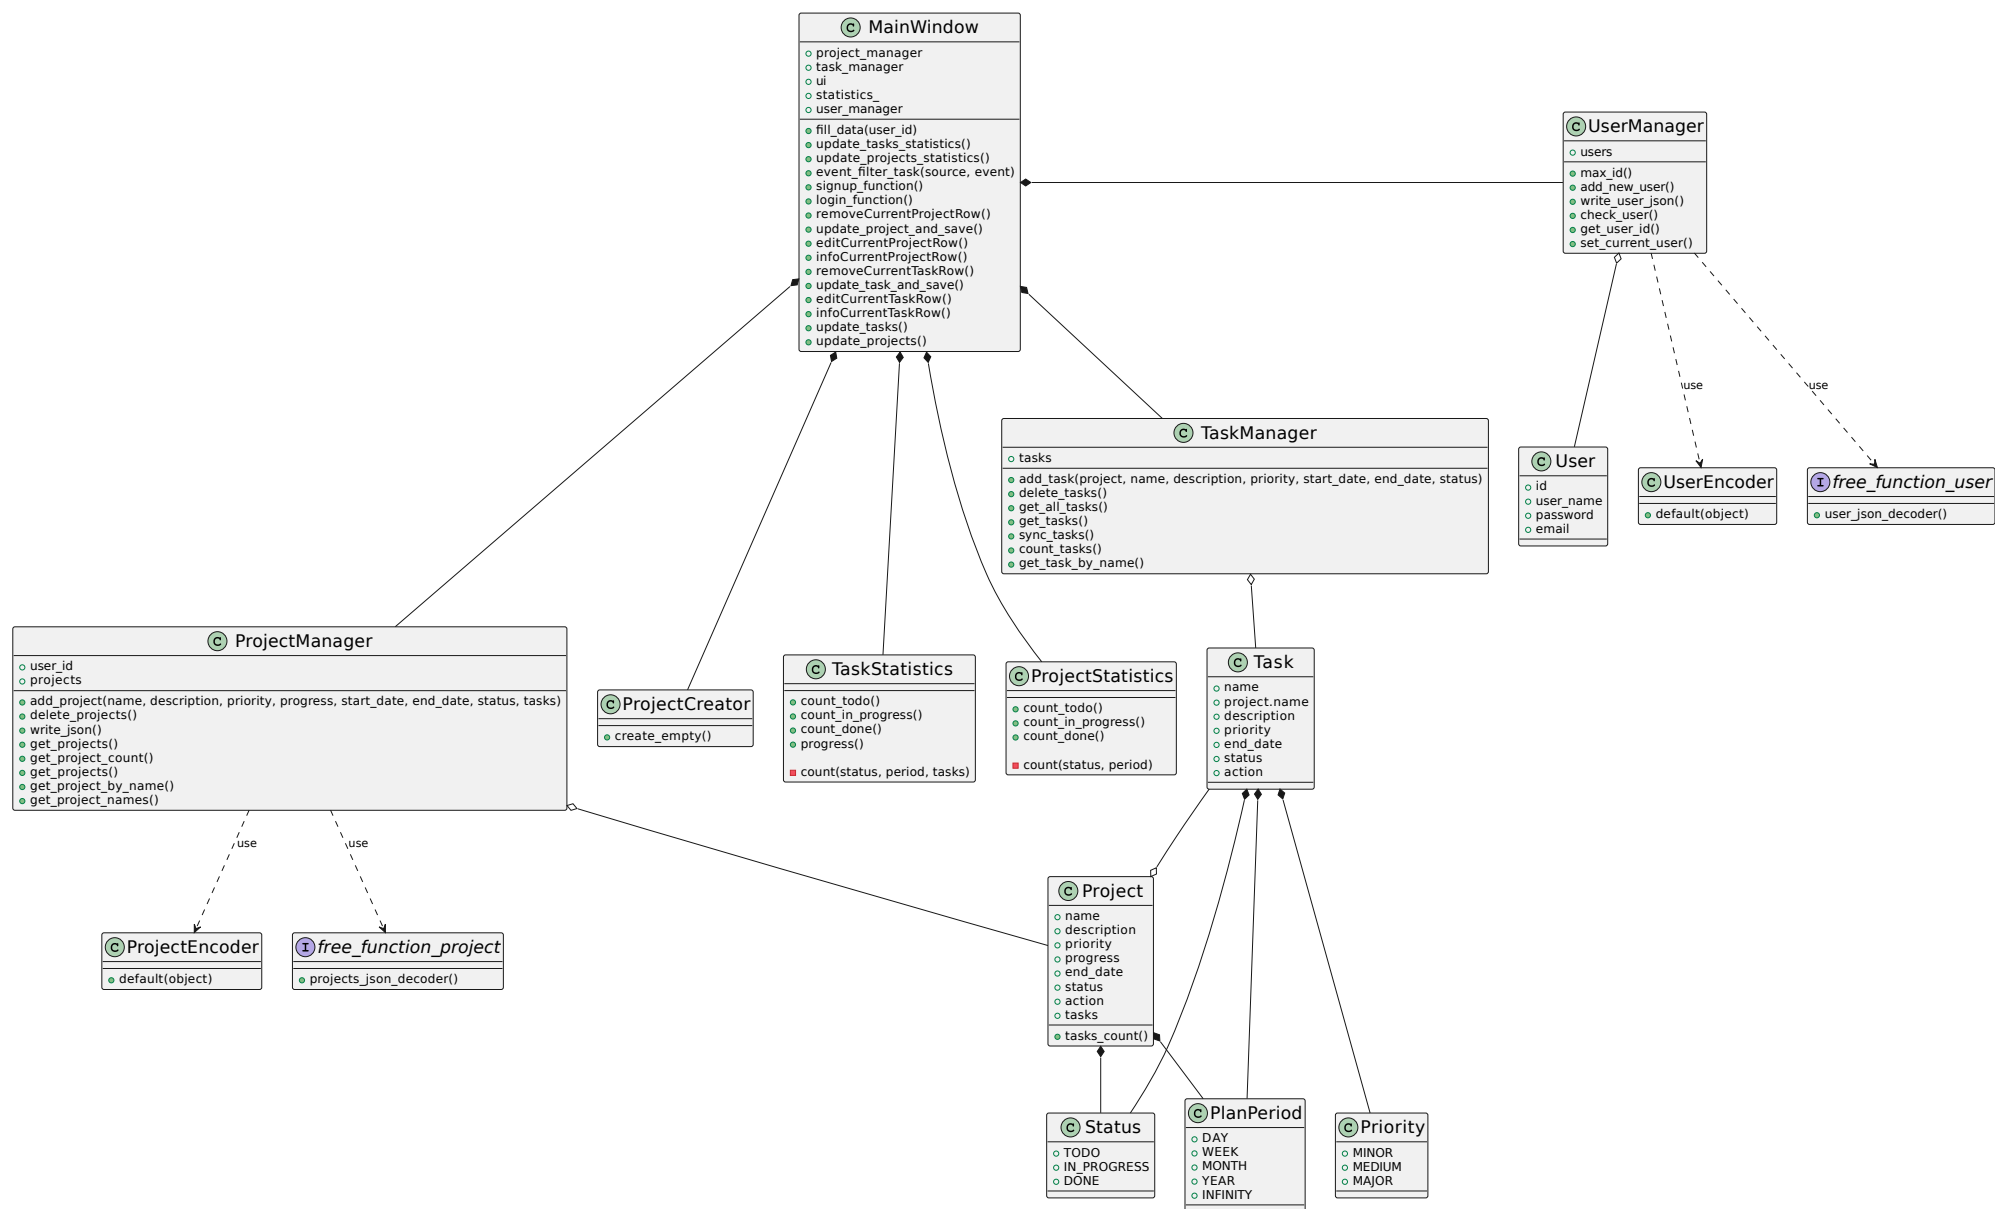 C MainWindow
project_manager
task_manager
ui
statistics_
user_manager
fill_data(user_id)
update_tasks_statistics()
update_projects_statistics()
event_filter_task(source, event)
signup_function()
login_function()
removeCurrentProjectRow()
update_project_and_save()
editCurrentProjectRow()
infoCurrentProjectRow()
removeCurrentTaskRow()
update_task_and_save()
editCurrentTaskRow()
infoCurrentTaskRow()
update_tasks()
update_projects()
C UserManager
users
max_id()
add_new_user()
write_user_json()
check_user()
get_user_id()
set_current_user()
use
use
C TaskManager
tasks
add_task(project, name, description, priority, start_date, end_date, status)
delete_tasks()
get_all_tasks()
get_tasks()
sync_tasks()
count_tasks()
get_task_by_name()
C User
id
user_name
password
email
C UserEncoder
default(object)
I free_function_user
user_json_decoder()
C ProjectManager
user_id
projects
add_project(name, description, priority, progress, start_date, end_date, status, tasks)
delete_projects()
write_json()
get_projects()
get_project_count()
get_projects()
get_project_by_name()
get_project_names()
C ProjectCreator
create_empty()
C TaskStatistics
count_todo()
count_in_progress()
count_done()
progress()
count(status, period, tasks)
C ProjectStatistics
count_todo()
count_in_progress()
count_done()
count(status, period)
C Task
name
project.name
description
priority
end_date
status
action
use
use
C ProjectEncoder
default(object)
I free_function_project
projects_json_decoder()
C Project
name
description
priority
progress
end_date
status
action
tasks
tasks_count()
C Status
TODO
IN_PROGRESS
DONE
C PlanPeriod
DAY
WEEK
MONTH
YEAR
INFINITY
C Priority
MINOR
MEDIUM
MAJOR